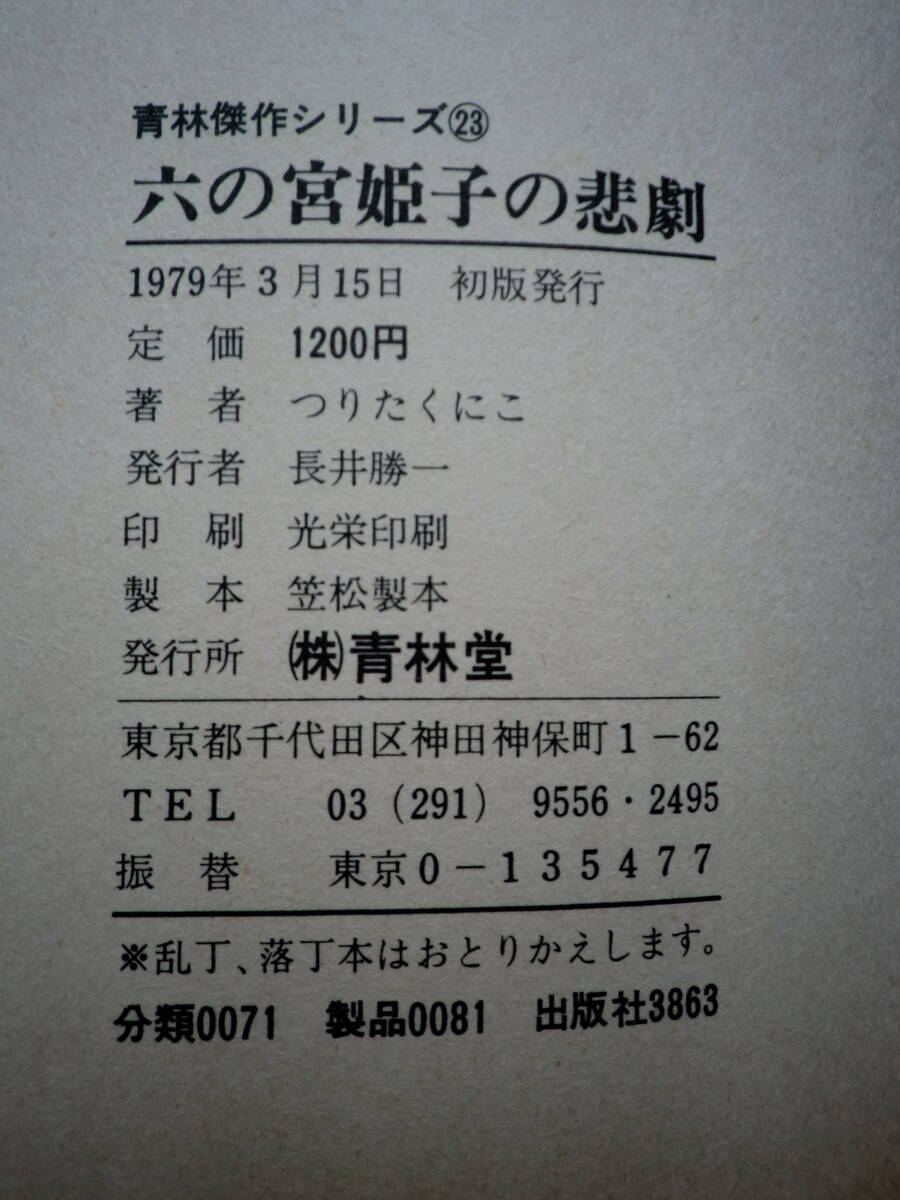 青林傑作シリーズ㉓
六の宮姫子の悲劇
1979年3月15日　初版発行
定　価　1200円
著　者　つりたくにこ
発行者　長井勝一
印　刷　光栄印刷
製　本　笠松製本
発行所　㈱青林堂
東京都千代田区神田神保町1－62
TEL　03（291）9556・2495
振　替　東京0－135477
※乱丁、落丁本はおとりかえします。
分類0071　製品0081　出版社3863